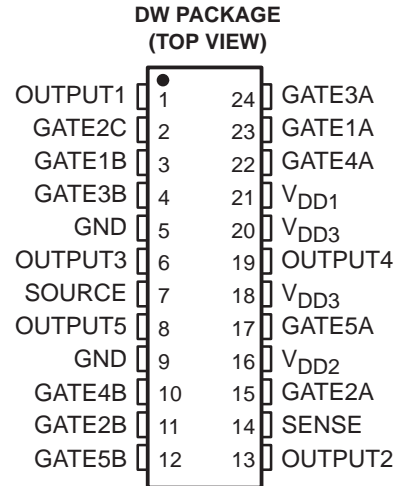 DW PACKAGE
(TOP VIEW)
OUTPUT1 1 24 GATE3A
GATE2C 2 23 GATE1A
GATE1B 3 22 GATE4A
GATE3B 4 21 VDD1
GND 5 20 VDD3
OUTPUT3 6 19 OUTPUT4
SOURCE 7 18 VDD3
OUTPUT5 8 17 GATE5A
GND 9 16 VDD2
GATE4B 10 15 GATE2A
GATE2B 11 14 SENSE
GATE5B 12 13 OUTPUT2